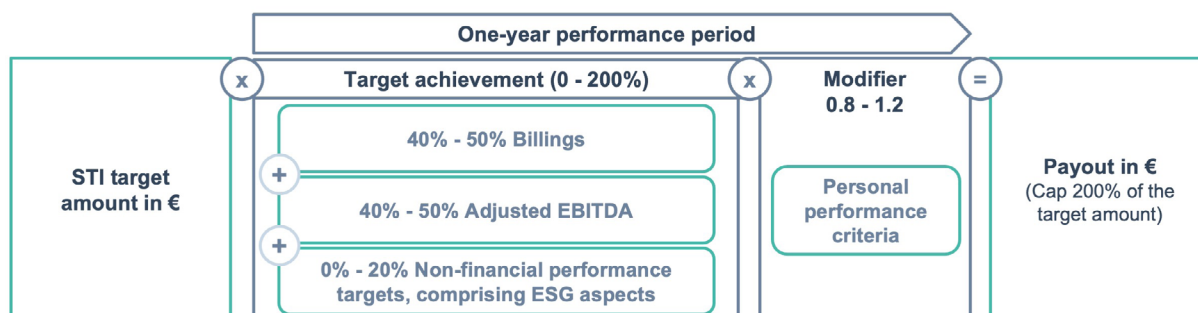 One-year performance period
STI target
amount in €
x
Target achievement (0 - 200%)
40% - 50% Billings
+
40% - 50% Adjusted EBITDA
+
0% - 20% Non-financial performance
targets, comprising ESG aspects
x
Modifier
0.8 - 1.2
Personal
performance
criteria
=
Payout in €
(Cap 200% of the
target amount)